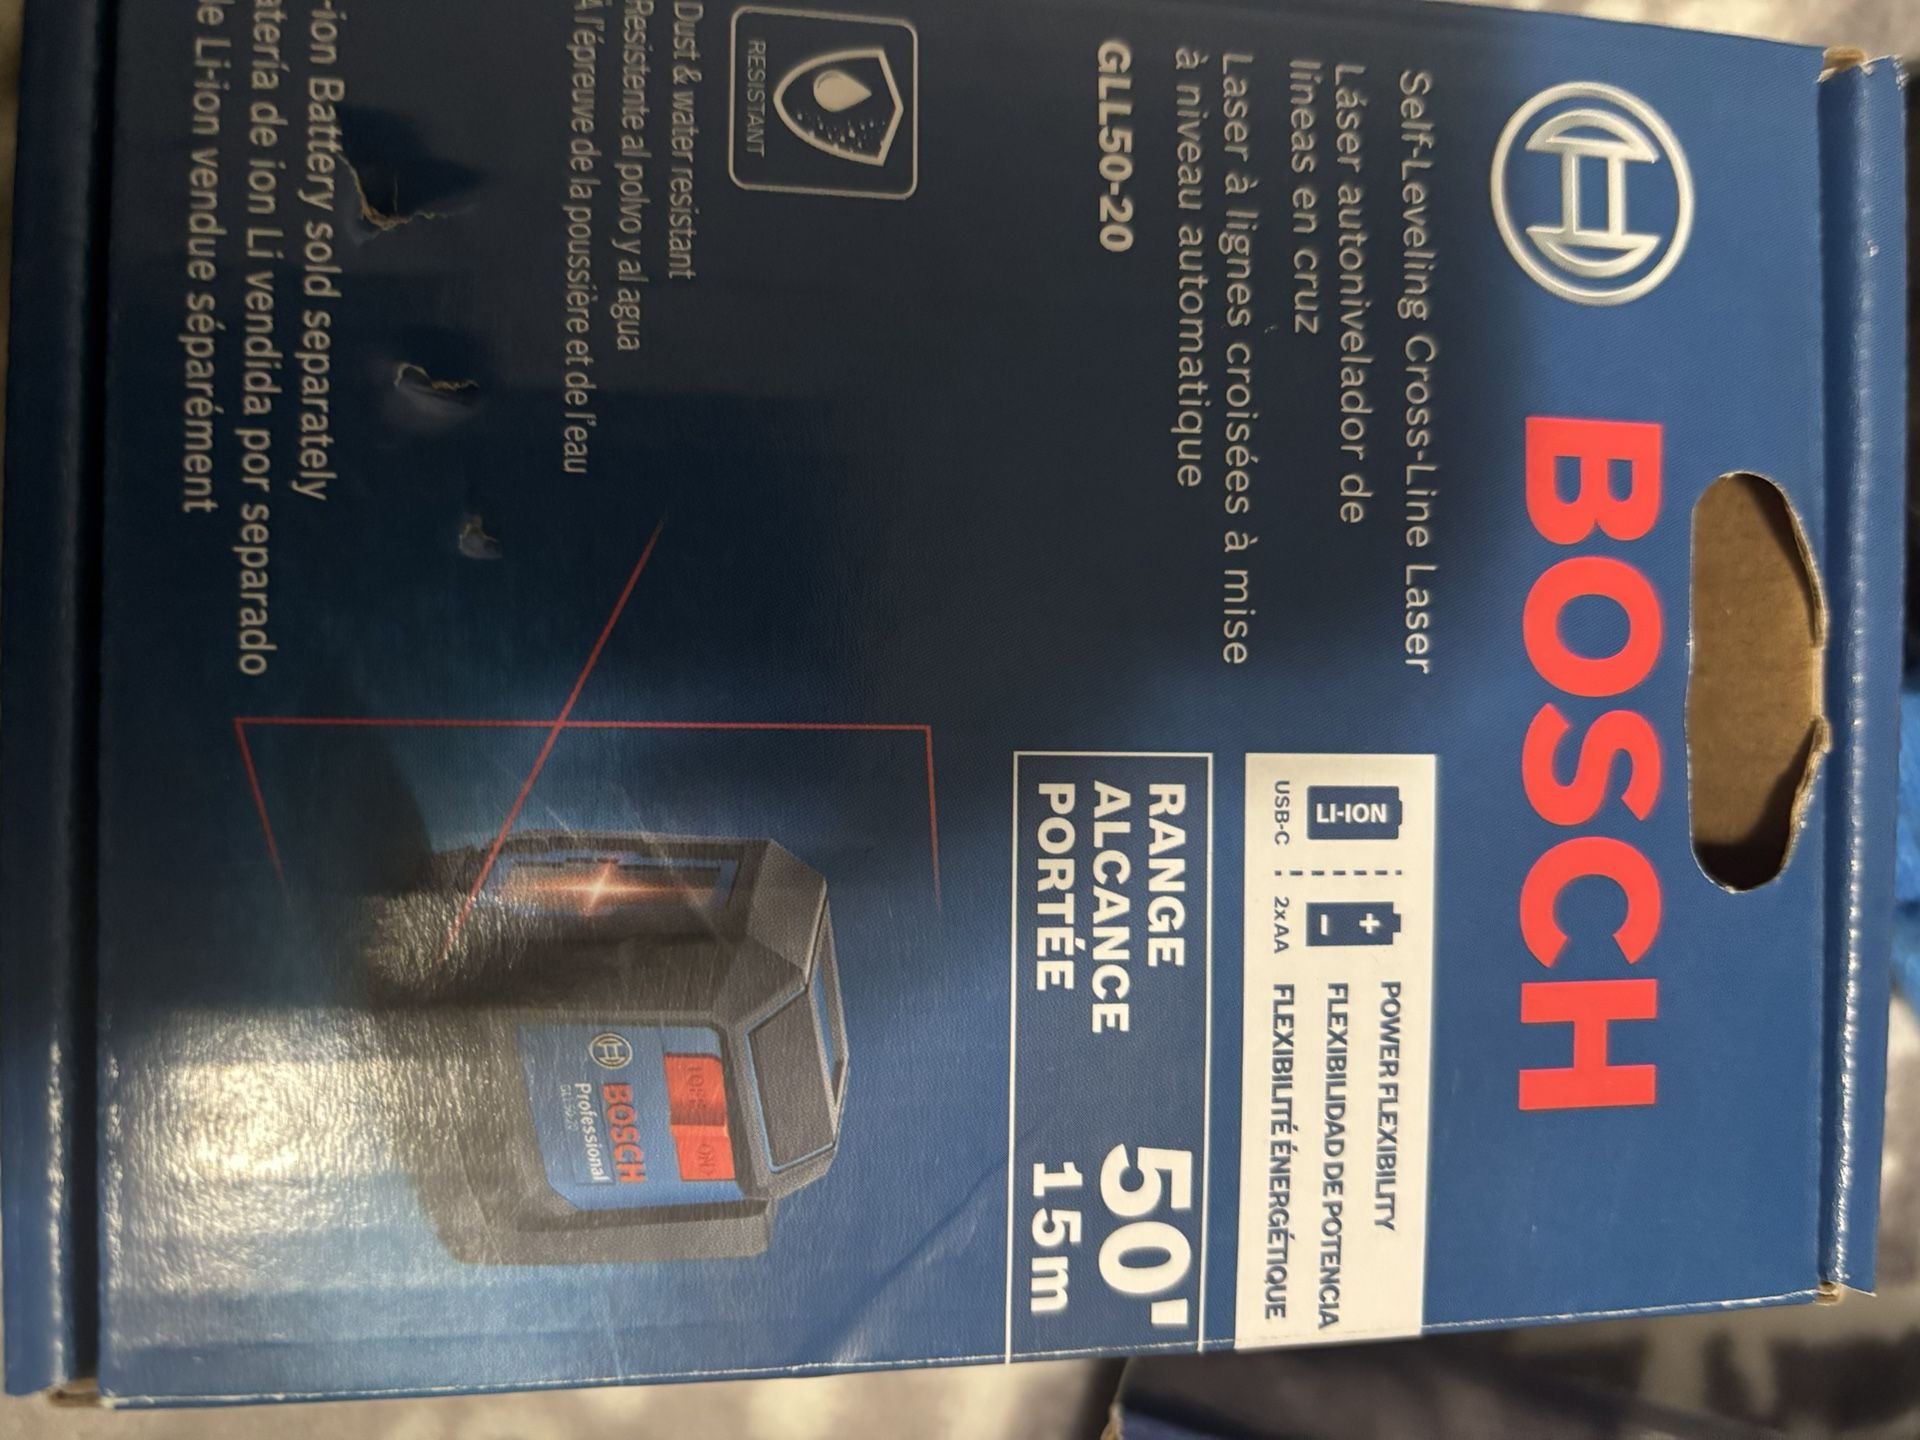 BOSCH
Self-Leveling Cross-Line Laser
Láser autonivelador de
líneas en cruz
Laser à lignes croisées à mise
à niveau automatique
GLL50-20
LI-ION
USB-C
2xAA
POWER FLEXIBILITY
FLEXIBILIDAD DE POTENCIA
FLEXIBILITÉ ÉNERGÉTIQUE
RANGE
ALCANCE
PORTÉE
50'
15m
RESISTANT
Dust & water resistant
Resistente al polvo y al agua
À l'épreuve de la poussière et de l'eau
OFF
ON
BOSCH
Professional
-ion Battery sold separately
atería de ion Li vendida por separado
le Li-ion vendue séparément